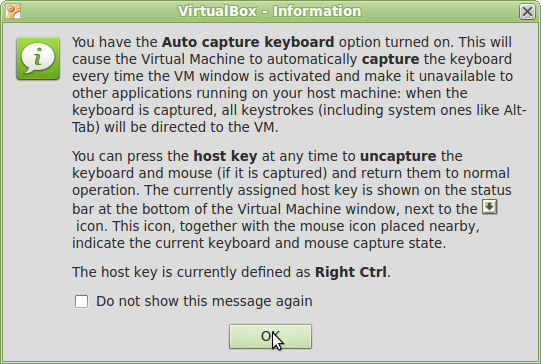 VirtualBox - Information
You have the Auto capture keyboard option turned on. This will
cause the Virtual Machine to automatically capture the keyboard
every time the VM window is activated and make it unavailable to
other applications running on your host machine: when the
keyboard is captured, all keystrokes (including system ones like Alt-
Tab) will be directed to the VM.
You can press the host key at any time to uncapture the
keyboard and mouse (if it is captured) and return them to normal
operation. The currently assigned host key is shown on the status
bar at the bottom of the Virtual Machine window, next to the
icon. This icon, together with the mouse icon placed nearby,
indicate the current keyboard and mouse capture state.
The host key is currently defined as Right Ctrl.
Do not show this message again
OK